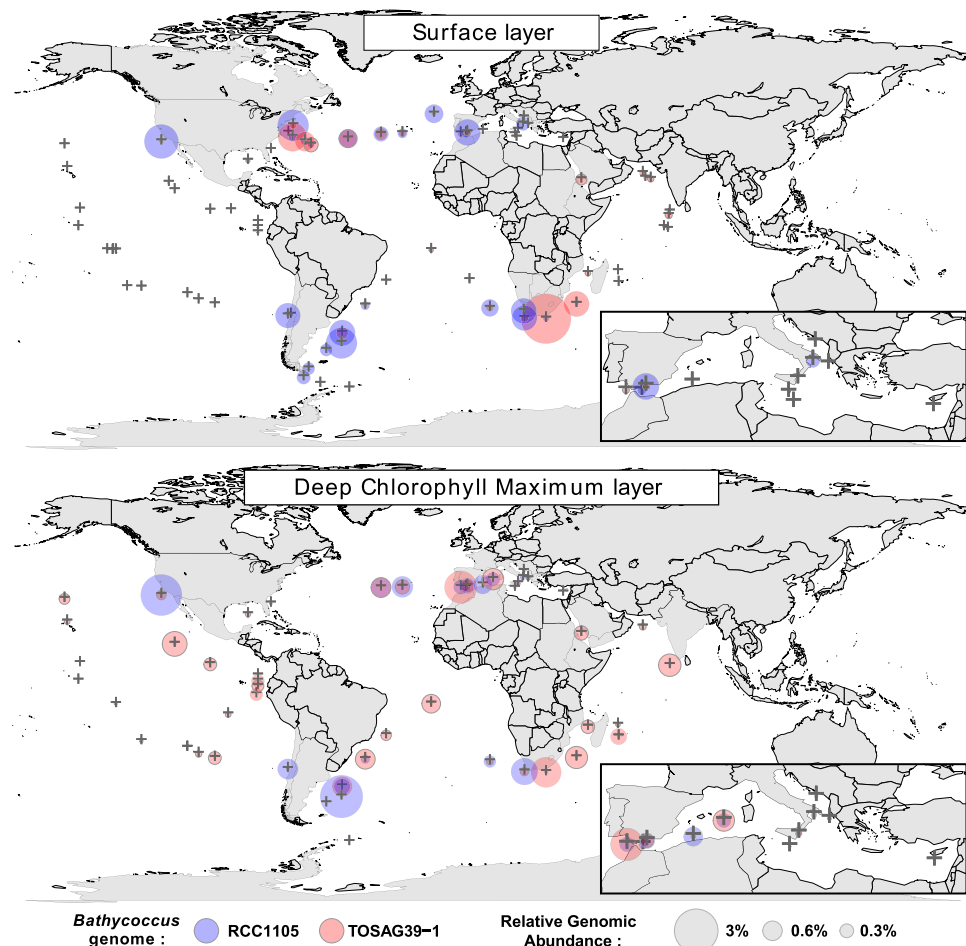 Surface layer
Deep Chlorophyll Maximum layer
Bathycoccus
genome :
RCC1105
TOSAG39−1
Relative Genomic
Abundance :
3%
0.6%
0.3%